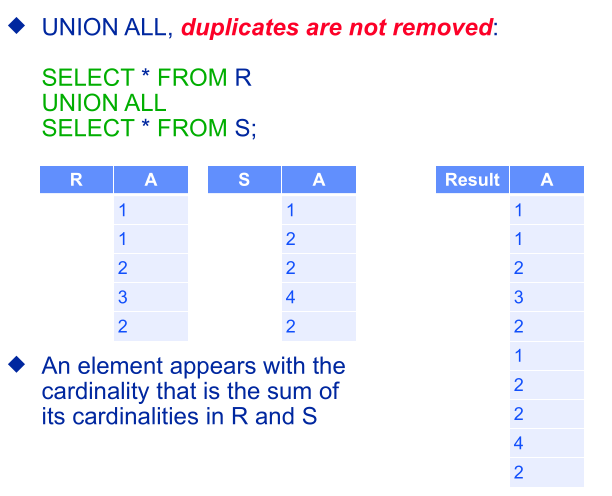 UNION ALL, duplicates are not removed:
SELECT * FROM R
UNION ALL
SELECT * FROM S;
R A S A Result A
1 1 1
1 2 1
2 2 2
3 4 3
2 2 2
1
2
2
4
2
An element appears with the
cardinality that is the sum of
its cardinalities in R and S